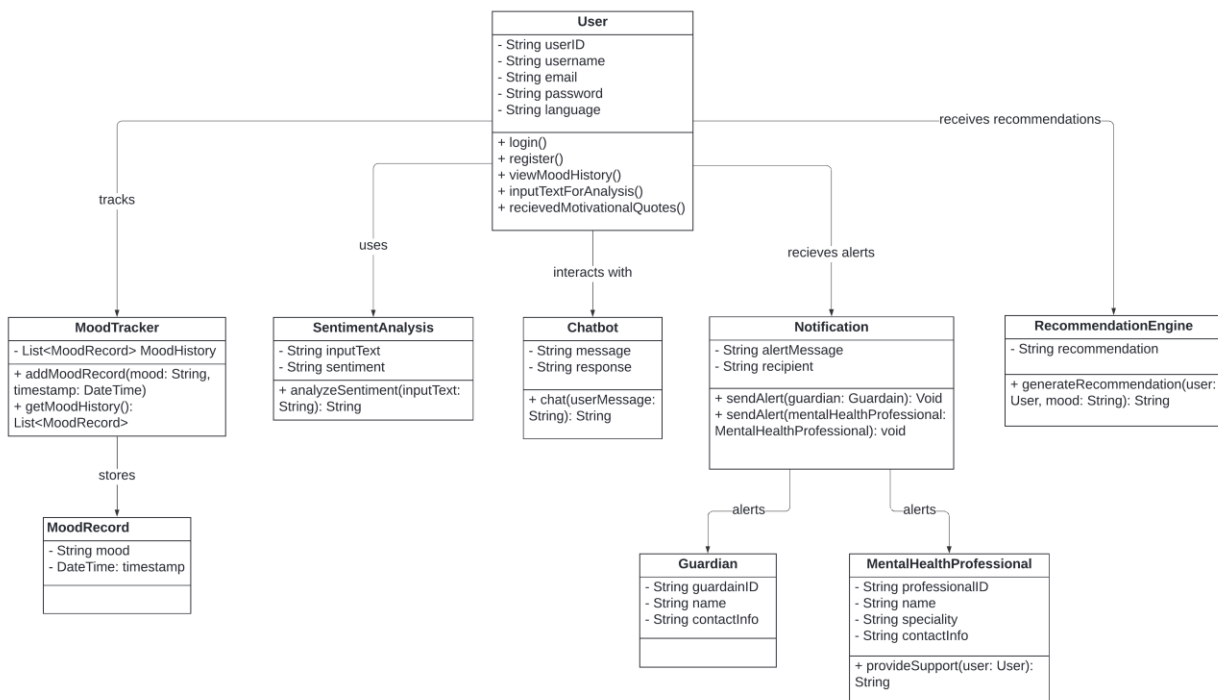 User
- String userID
- String username
- String email
- String password
- String language
+ login()
+ register()
+ viewMoodHistory()
+ inputTextForAnalysis()
+ recievedMotivationalQuotes()
receives recommendations
tracks
uses
interacts with
recieves alerts
MoodTracker
- List<MoodRecord> MoodHistory
+ addMoodRecord(mood: String,
timestamp: DateTime)
+ getMoodHistory():
List<MoodRecord>
SentimentAnalysis
- String inputText
- String sentiment
+ analyzeSentiment(inputText:
String): String
Chatbot
- String message
- String response
+ chat(userMessage:
String): String
Notification
- String alertMessage
- String recipient
+ sendAlert(guardian: Guardain): Void
+ sendAlert(mentalHealthProfessional:
MentalHealthProfessional): void
RecommendationEngine
- String recommendation
+ generateRecommendation(user:
User, mood: String): String
stores
alerts
alerts
MoodRecord
- String mood
- DateTime: timestamp
Guardian
- String guardainID
- String name
- String contactInfo
MentalHealthProfessional
- String professionalID
- String name
- String speciality
- String contactInfo
+ provideSupport(user: User):
String